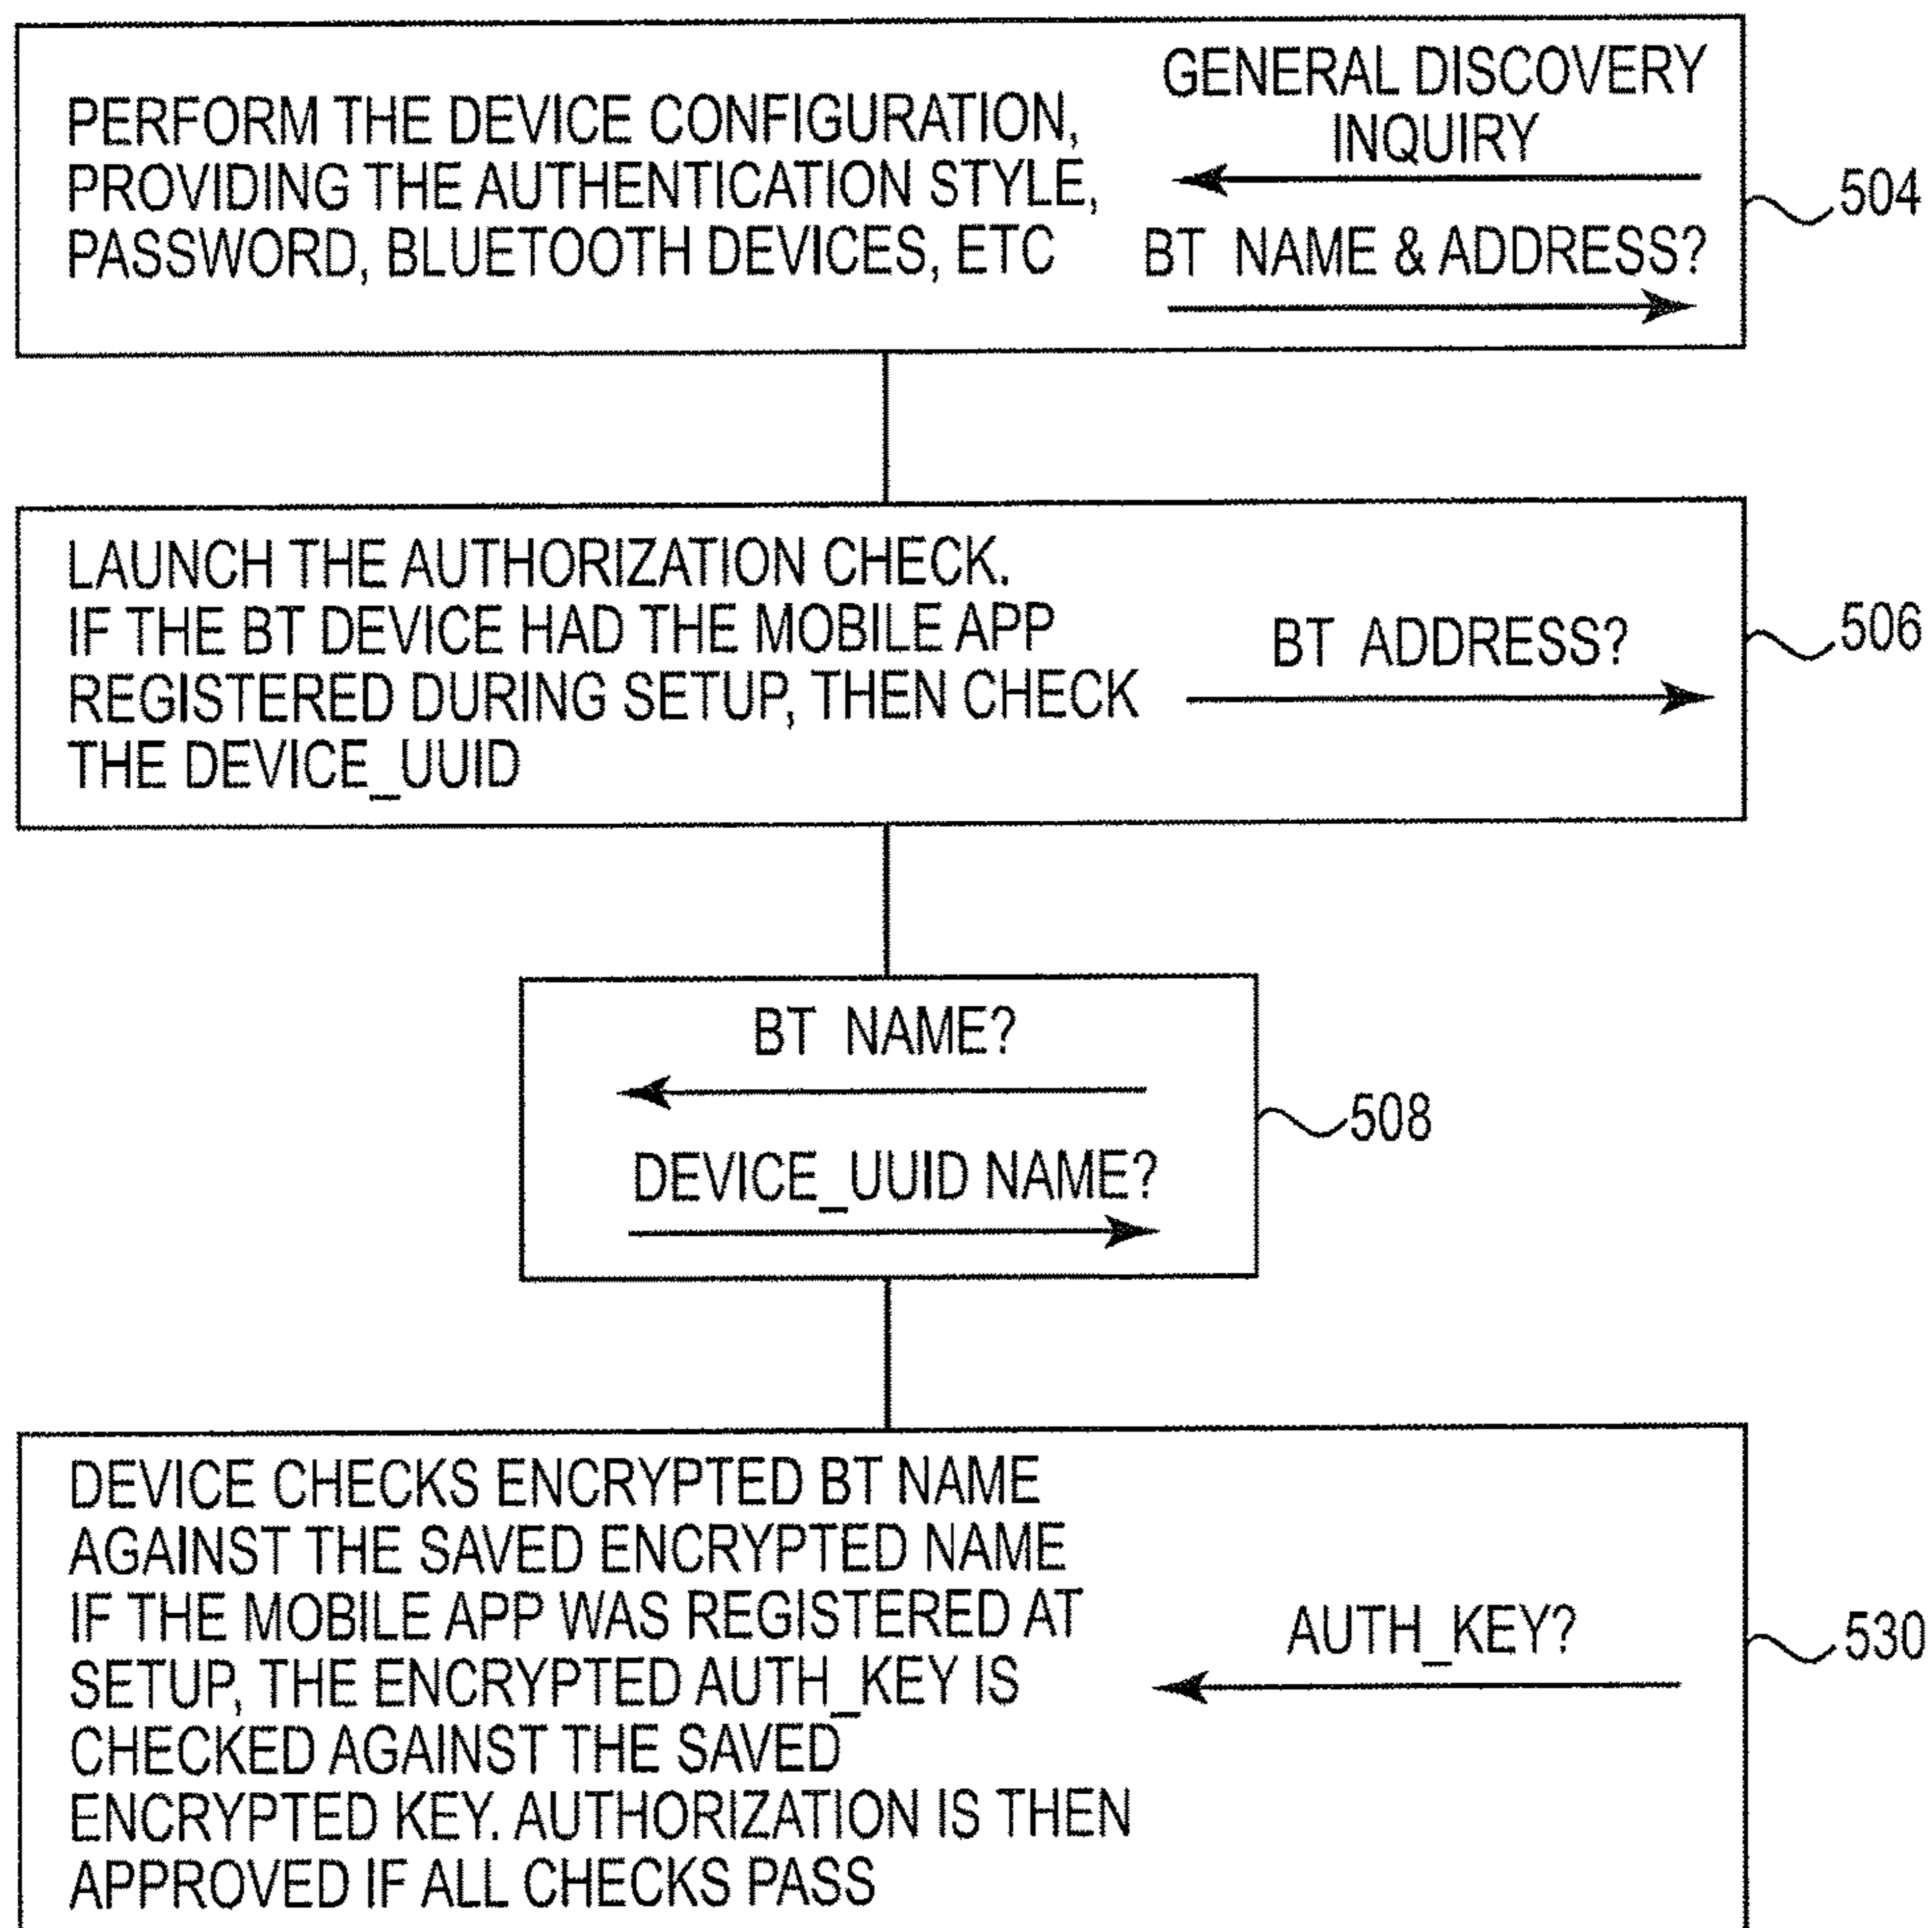 PERFORM THE DEVICE CONFIGURATION,
PROVIDING THE AUTHENTICATION STYLE,
PASSWORD, BLUETOOTH DEVICES, ETC
GENERAL DISCOVERY
INQUIRY
BT NAME & ADDRESS?
504
LAUNCH THE AUTHORIZATION CHECK.
IF THE BT DEVICE HAD THE MOBILE APP
REGISTERED DURING SETUP, THEN CHECK
THE DEVICE_UUID
BT ADDRESS?
506
BT NAME?
DEVICE_UUID NAME?
508
DEVICE CHECKS ENCRYPTED BT NAME
AGAINST THE SAVED ENCRYPTED NAME
IF THE MOBILE APP WAS REGISTERED AT
SETUP, THE ENCRYPTED AUTH_KEY IS
CHECKED AGAINST THE SAVED
ENCRYPTED KEY. AUTHORIZATION IS THEN
APPROVED IF ALL CHECKS PASS
AUTH_KEY?
530